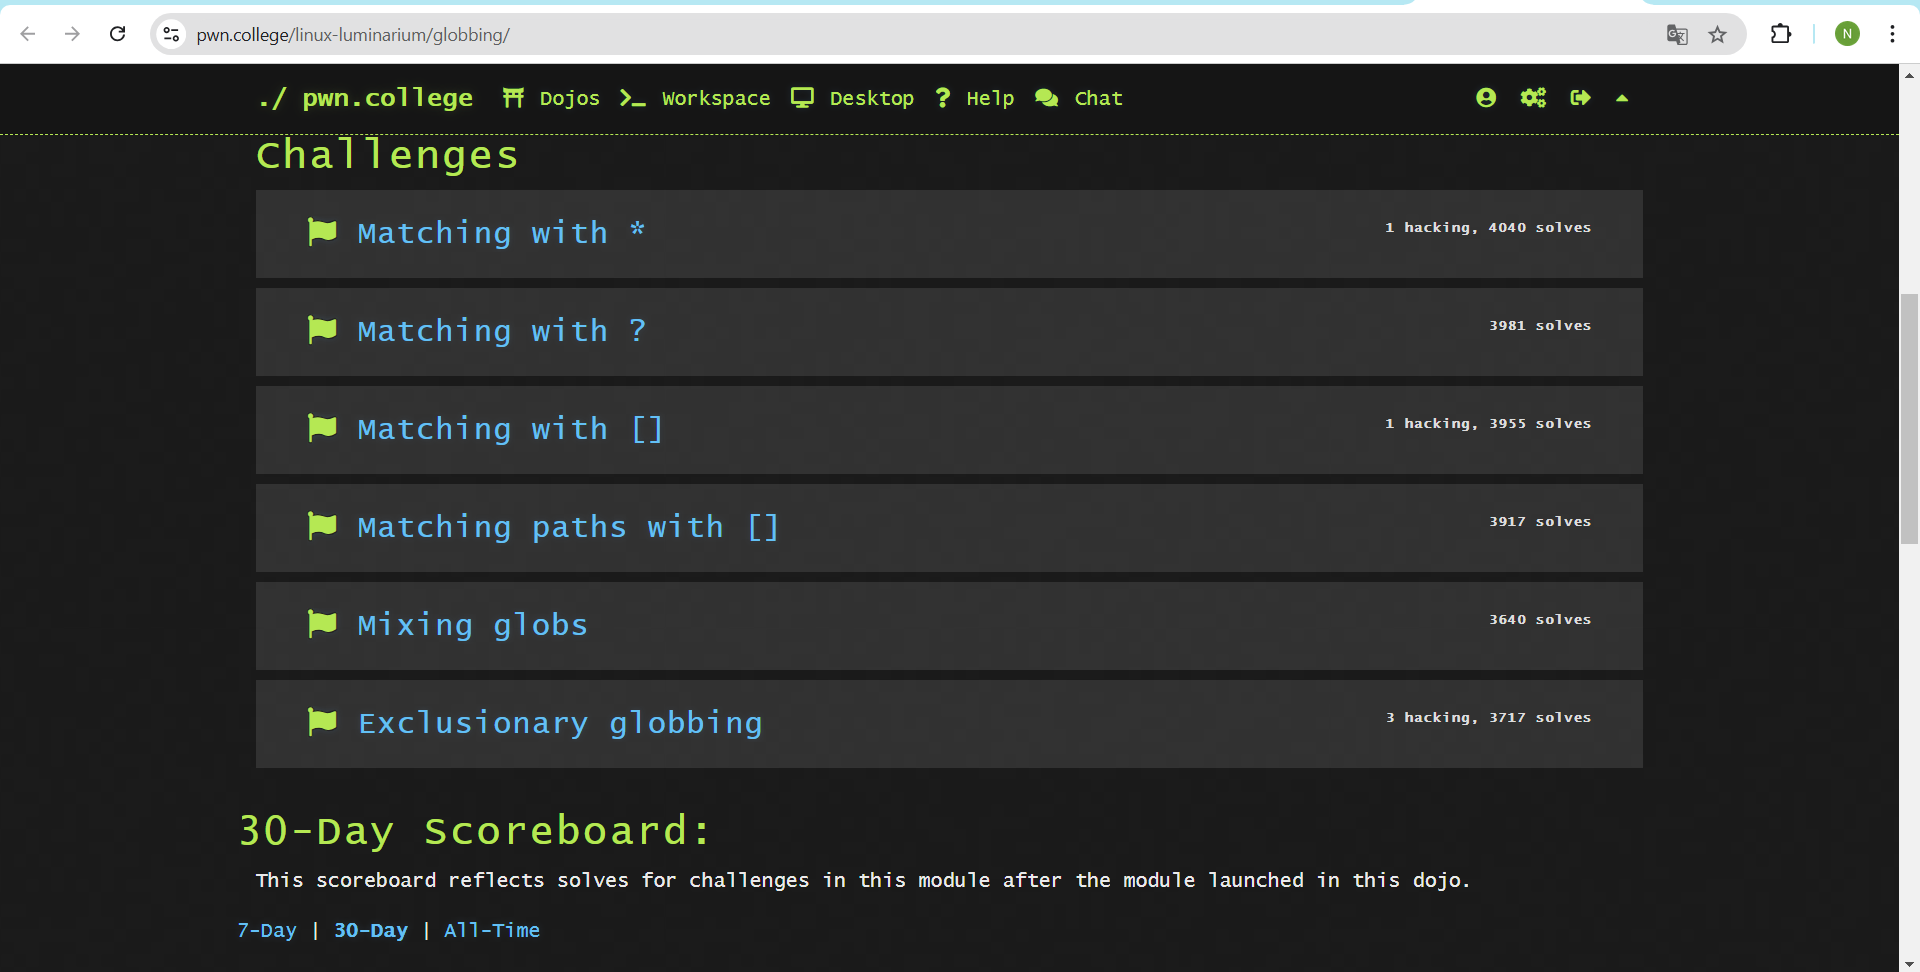 pwn.college/linux-luminarium/globbing/
N
./ pwn.college Dojos Workspace Desktop ? Help Chat
Challenges
Matching with * 1 hacking, 4040 solves
Matching with ? 3981 solves
Matching with [] 1 hacking, 3955 solves
Matching paths with [] 3917 solves
Mixing globs 3640 solves
Exclusionary globbing 3 hacking, 3717 solves
30-Day Scoreboard:
This scoreboard reflects solves for challenges in this module after the module launched in this dojo.
7-Day | 30-Day | All-Time